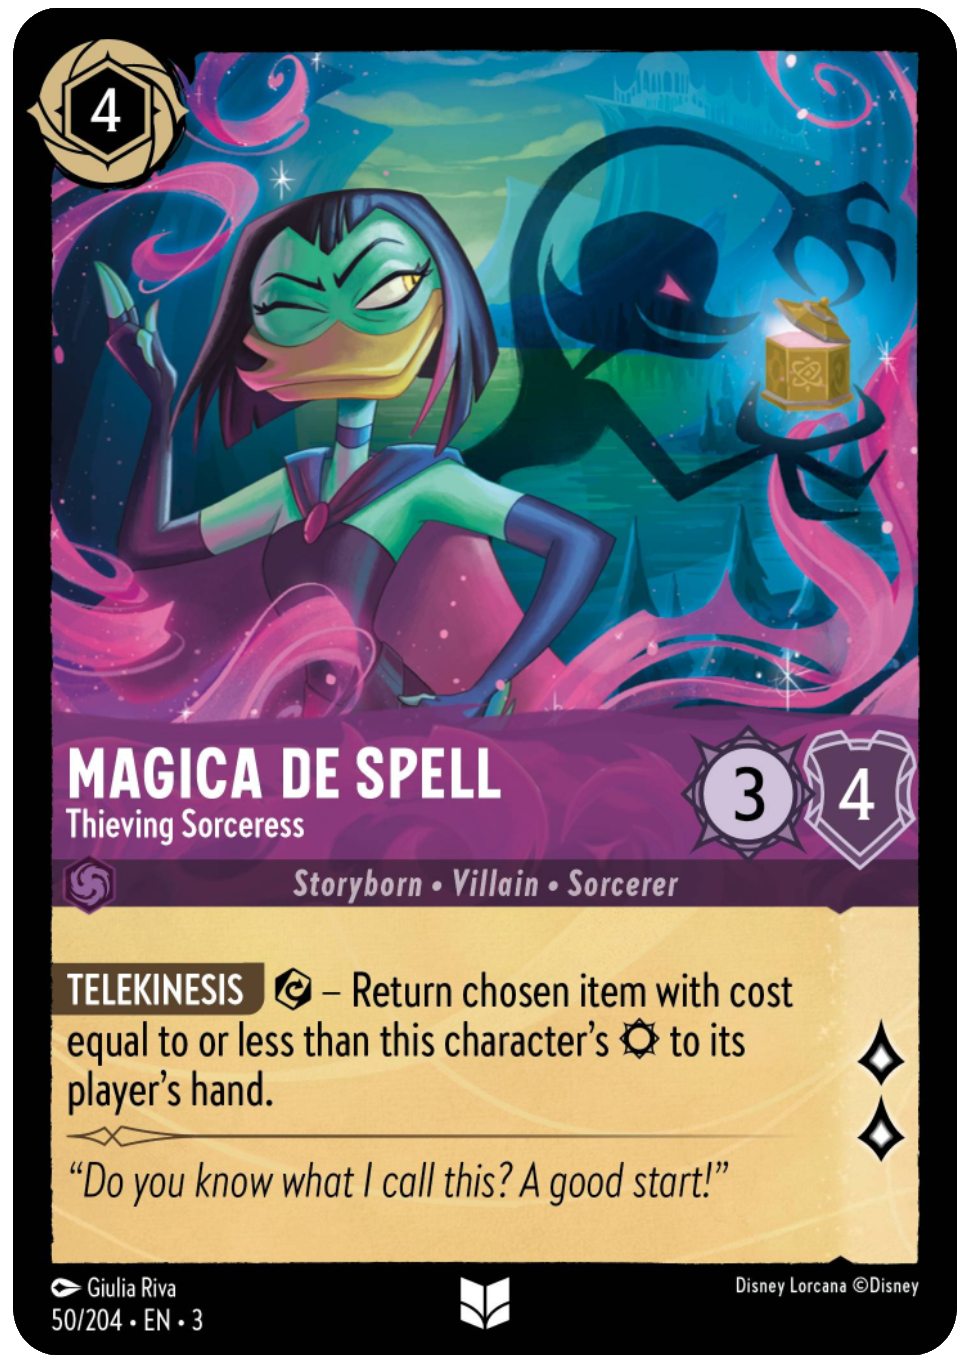 4
MAGICA DE SPELL
Thieving Sorceress
3
4
Storyborn • Villain • Sorcerer
TELEKINESIS – Return chosen item with cost
equal to or less than this character's to its
player's hand.
“Do you know what I call this? A good start!”
Giulia Riva
Disney Lorcana ©Disney
50/204 • EN • 3